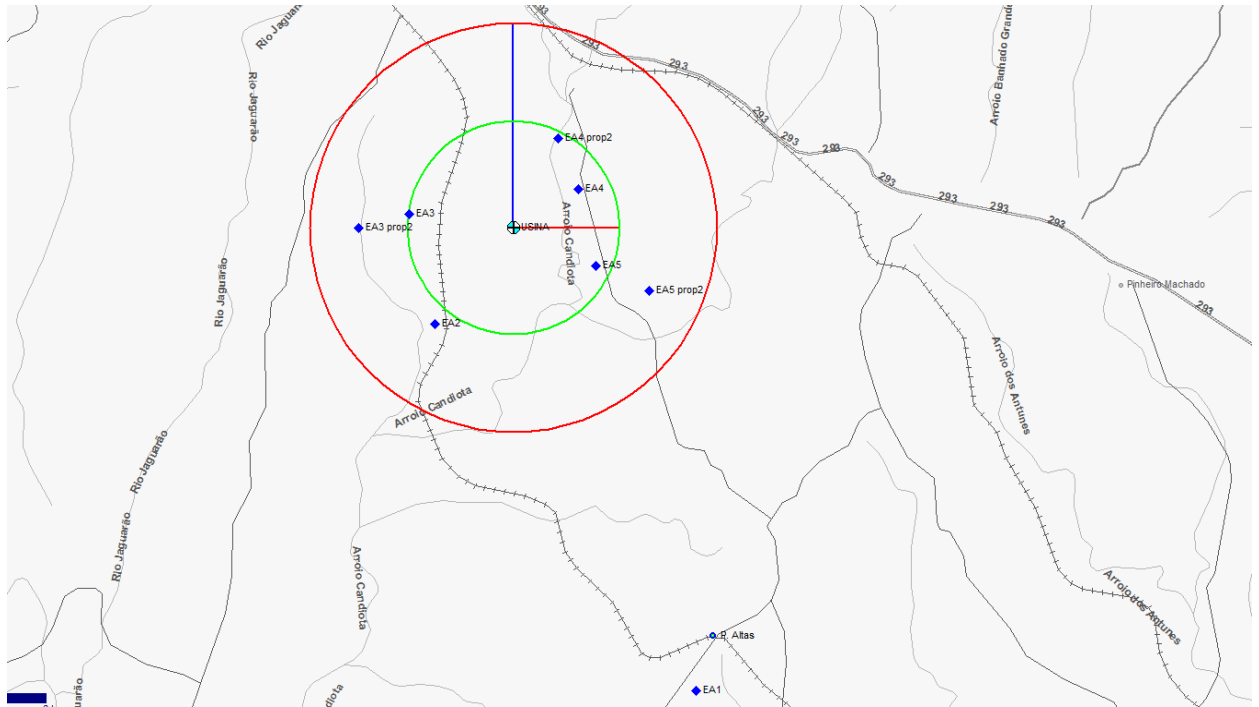 293
Rio Jaguarão
293
293
Arroio Banhado Grande
Rio Jaguarão
293
293
EA4 prop2
293
293
EA4
293
EA3
293
EA3 prop2
USINA
Arroio Candiota
EA5
Rio Jaguarão
Pinheiro Machado
EA5 prop2
293
EA2
Arroio dos Antunes
Arroio Candiota
Rio Jaguarão
Rio Jaguarão
Arroio Candiota
Arroio dos Antunes
P. Altas
EA1